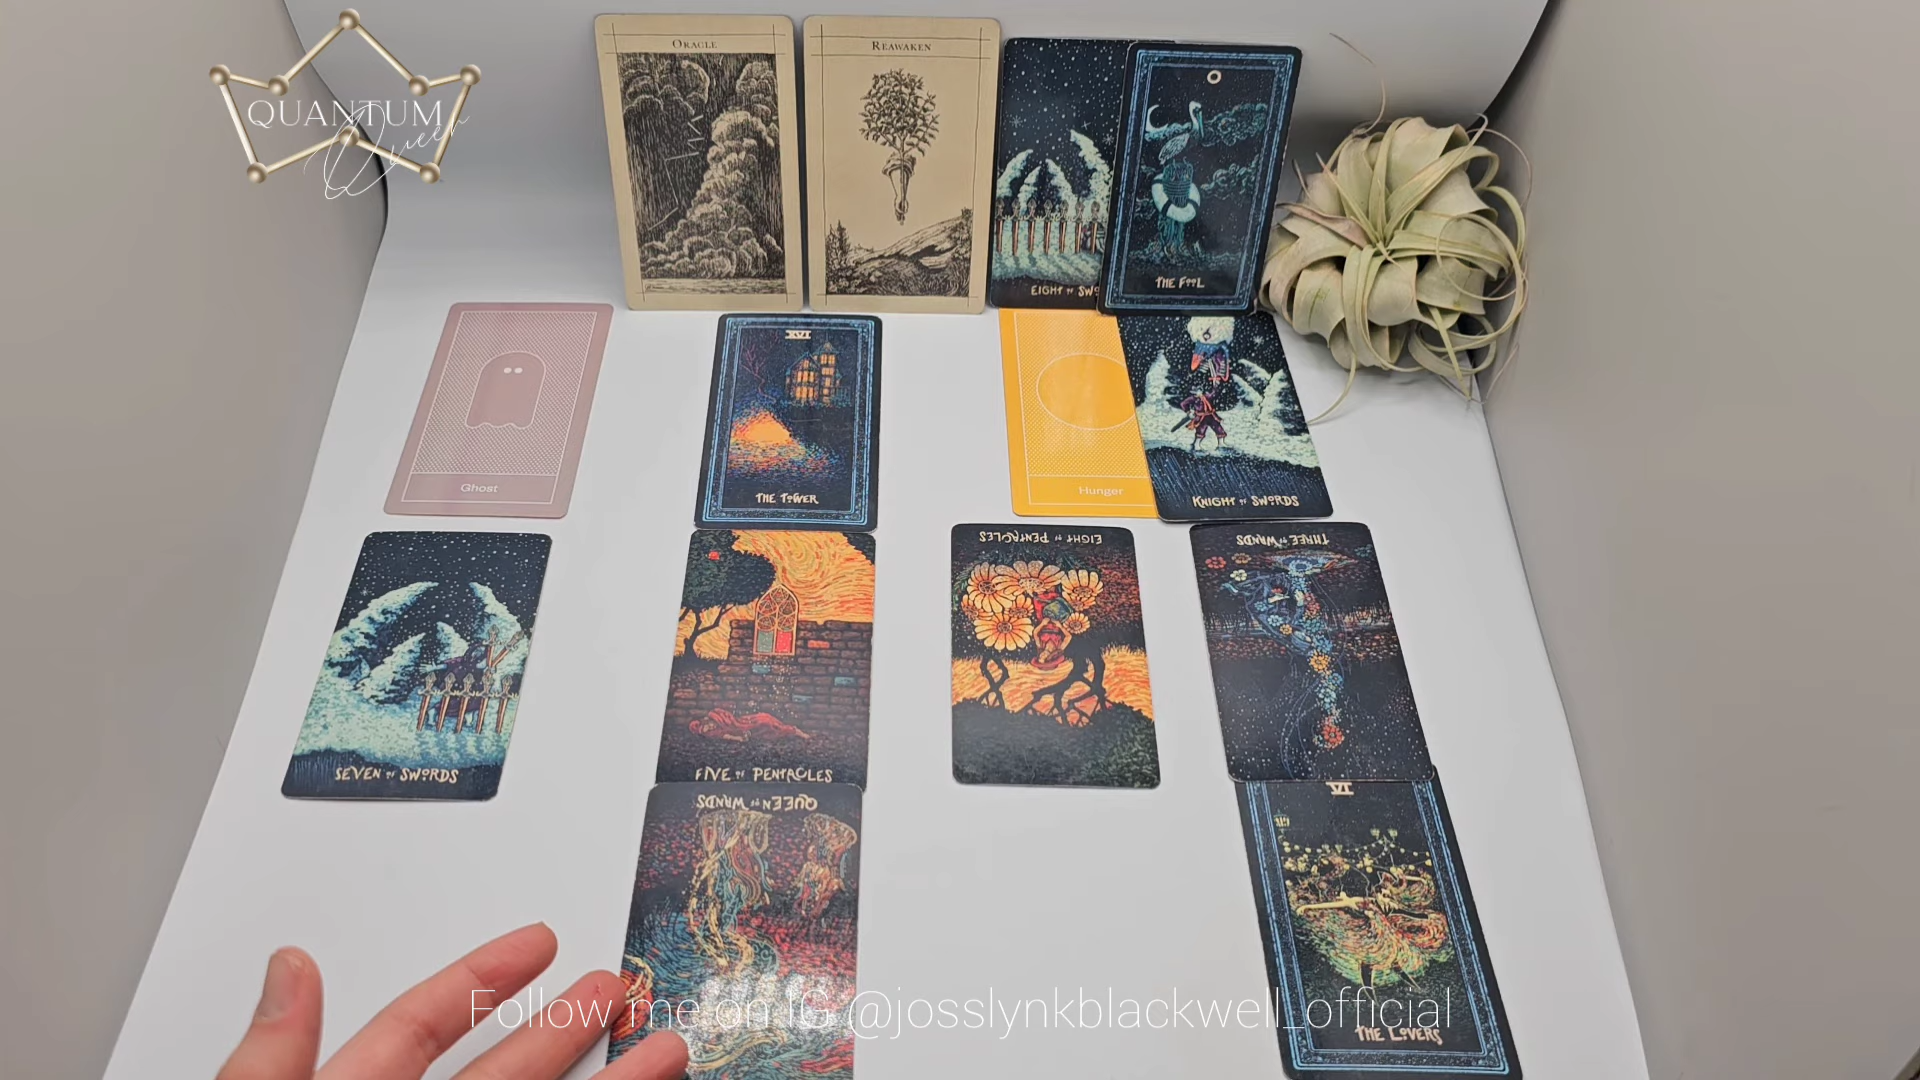 QUANTUM
Queen
ORACLE
REAWAKEN
EIGHT OF SWO
THE FOOL
Ghost
XVI
THE TOWER
Hunger
KNIGHT OF SWORDS
SEVEN OF SWORDS
FIVE OF PENTACLES
EIGHT OF PENTACLES
THREE OF WANDS
QUEEN OF WANDS
VI
THE LOVERS
Follow me on IG @josslynkblackwell_official